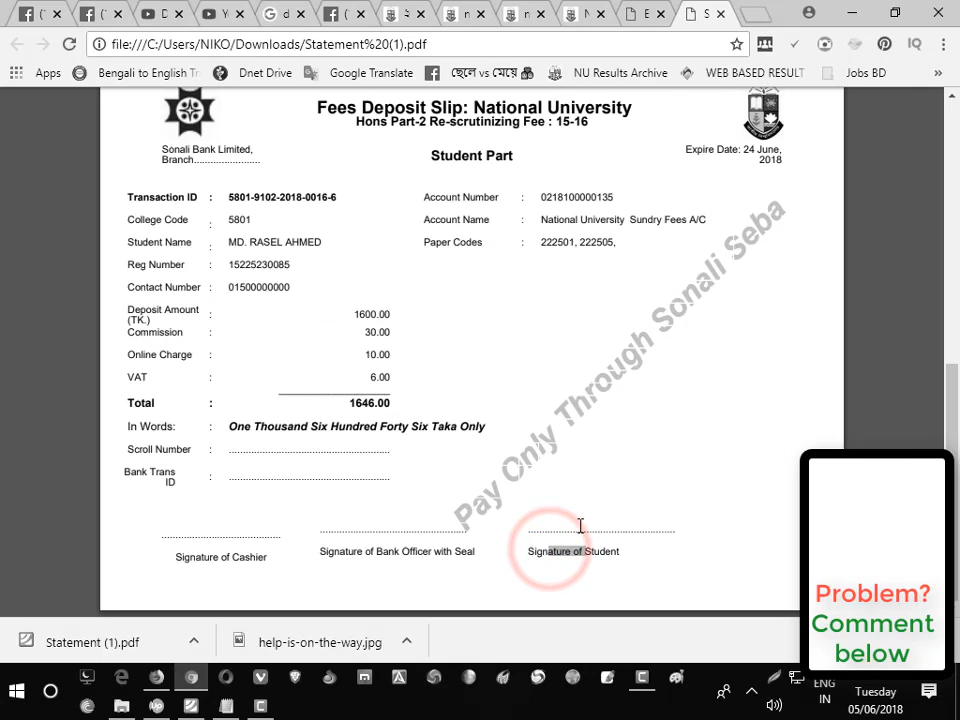 file:///C:/Users/NIKO/Downloads/Statement%20(1).pdf
IQ
Apps
Bengali to English Tr
Dnet Drive
Google Translate
ছেলে vs মেয়ে
NU Results Archive
WEB BASED RESULT
Jobs BD
Fees Deposit Slip: National University
Hons Part-2 Re-scrutinizing Fee : 15-16
Sonali Bank Limited,
Branch.......................
Student Part
Expire Date: 24 June,
2018
Transaction ID : 5801-9102-2018-0016-6
Account Number : 0218100000135
College Code : 5801
Account Name : National University Sundry Fees A/C
Student Name : MD. RASEL AHMED
Paper Codes : 222501, 222505,
Reg Number : 15225230085
Contact Number : 01500000000
Deposit Amount
(TK.) : 1600.00
Commission : 30.00
Online Charge : 10.00
VAT : 6.00
Total : 1646.00
In Words: : One Thousand Six Hundred Forty Six Taka Only
Scroll Number : ..........................................................
Bank Trans
ID : ..........................................................
Pay Only Through Sonali Seba
Signature of Cashier
Signature of Bank Officer with Seal
Signature of Student
Problem?
Comment
below
Statement (1).pdf
help-is-on-the-way.jpg
ENG
IN
Tuesday
05/06/2018